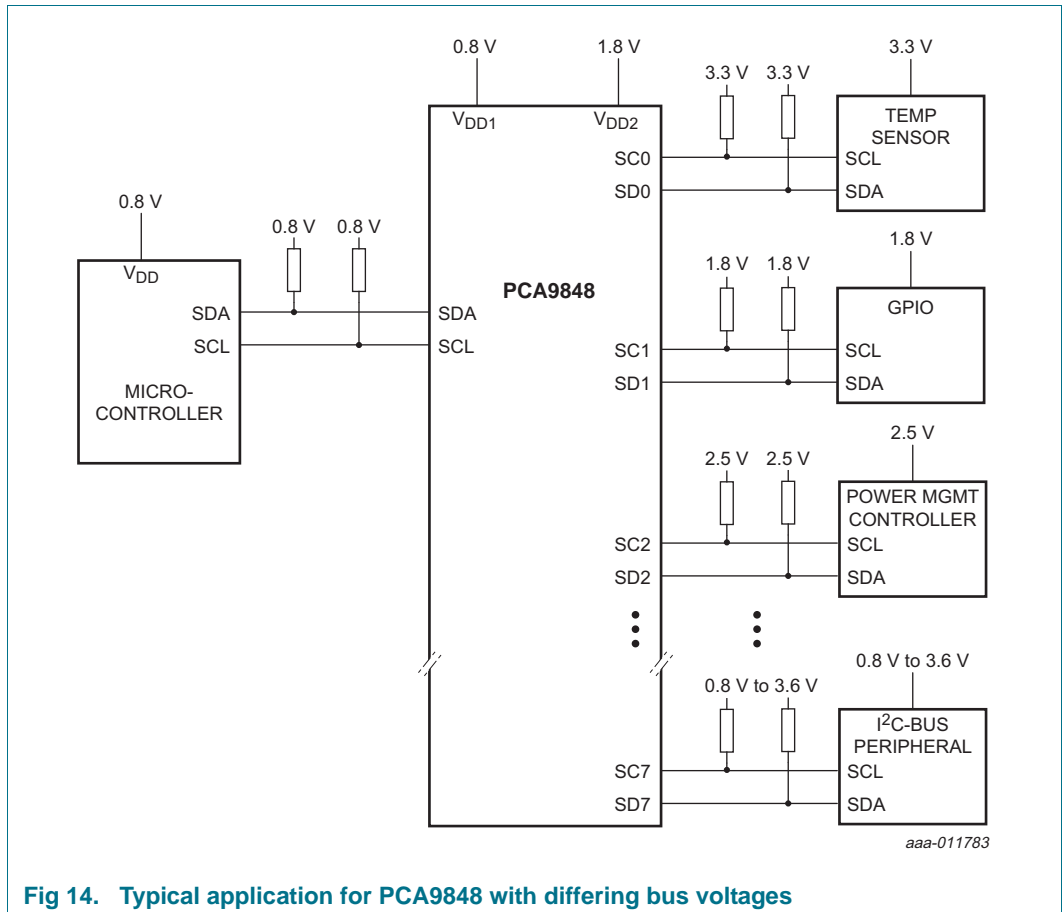 0.8 V 1.8 V 3.3 V
3.3 V 3.3 V
VDD1 VDD2
TEMP
SENSOR
SC0 SCL
SD0 SDA
0.8 V
0.8 V 0.8 V
VDD
1.8 V
1.8 V 1.8 V
PCA9848
GPIO
SDA SDA
SCL SCL
SC1 SCL
SD1 SDA
MICRO-
CONTROLLER
2.5 V
2.5 V 2.5 V
POWER MGMT
CONTROLLER
SC2 SCL
SD2 SDA
0.8 V to 3.6 V
0.8 V to 3.6 V
I2C-BUS
PERIPHERAL
SC7 SCL
SD7 SDA
aaa-011783
Fig 14. Typical application for PCA9848 with differing bus voltages